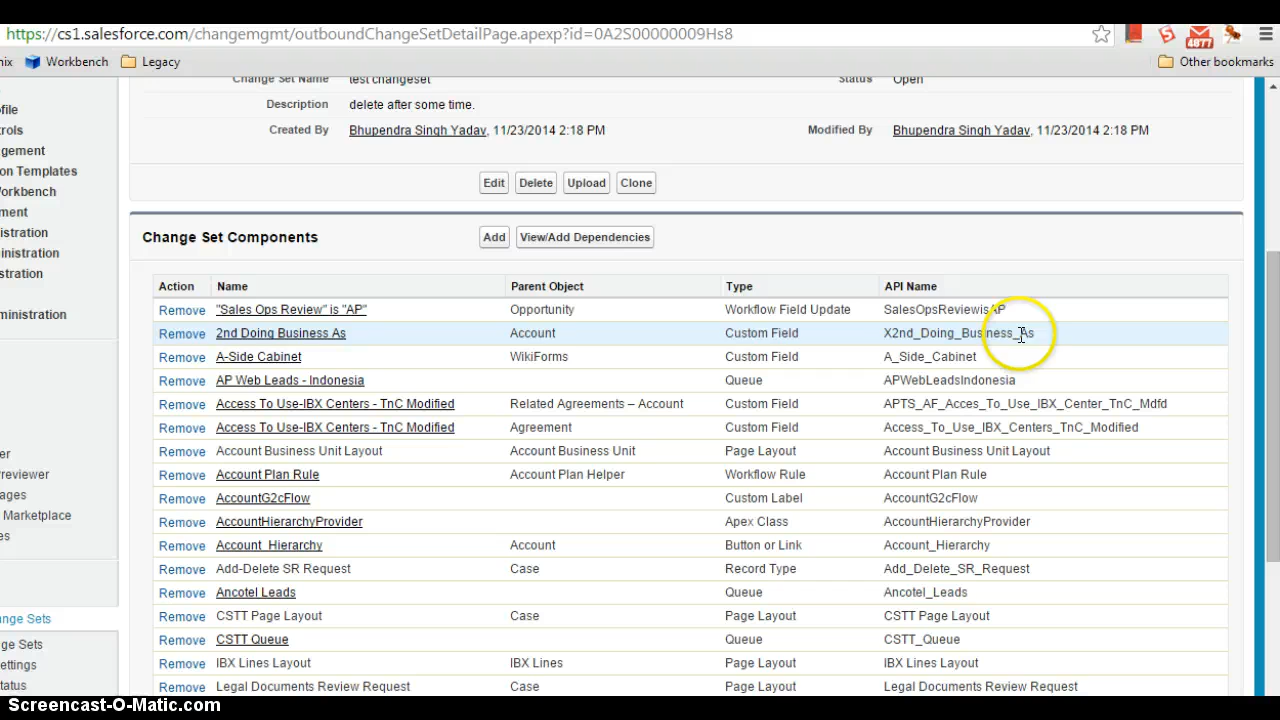 https://cs1.salesforce.com/changemgmt/outboundChangeSetDetailPage.apexp?id=0A2S00000009Hs8
4077
nix Workbench Legacy Other bookmarks
Change Set Name test changeset Status Open
Description delete after some time.
Created By Bhupendra Singh Yadav, 11/23/2014 2:18 PM Modified By Bhupendra Singh Yadav, 11/23/2014 2:18 PM
Edit Delete Upload Clone
Change Set Components Add View/Add Dependencies
Action Name Parent Object Type API Name
Remove "Sales Ops Review" is "AP" Opportunity Workflow Field Update SalesOpsReviewisAP
Remove 2nd Doing Business As Account Custom Field X2nd_Doing_Business_As
Remove A-Side Cabinet WikiForms Custom Field A_Side_Cabinet
Remove AP Web Leads - Indonesia Queue APWebLeadsIndonesia
Remove Access To Use-IBX Centers - TnC Modified Related Agreements – Account Custom Field APTS_AF_Acces_To_Use_IBX_Center_TnC_Mdfd
Remove Access To Use-IBX Centers - TnC Modified Agreement Custom Field Access_To_Use_IBX_Centers_TnC_Modified
Remove Account Business Unit Layout Account Business Unit Page Layout Account Business Unit Layout
Remove Account Plan Rule Account Plan Helper Workflow Rule Account Plan Rule
Remove AccountG2cFlow Custom Label AccountG2cFlow
Remove AccountHierarchyProvider Apex Class AccountHierarchyProvider
Remove Account_Hierarchy Account Button or Link Account_Hierarchy
Remove Add-Delete SR Request Case Record Type Add_Delete_SR_Request
Remove Ancotel Leads Queue Ancotel_Leads
Remove CSTT Page Layout Case Page Layout CSTT Page Layout
Remove CSTT Queue Queue CSTT_Queue
Remove IBX Lines Layout IBX Lines Page Layout IBX Lines Layout
Remove Legal Documents Review Request Case Page Layout Legal Documents Review Request
ofile
rols
gement
on Templates
Workbench
ment
istration
inistration
stration
ministration
er
reviewer
ages
Marketplace
es
nge Sets
ge Sets
ettings
tatus
Screencast-O-Matic.com